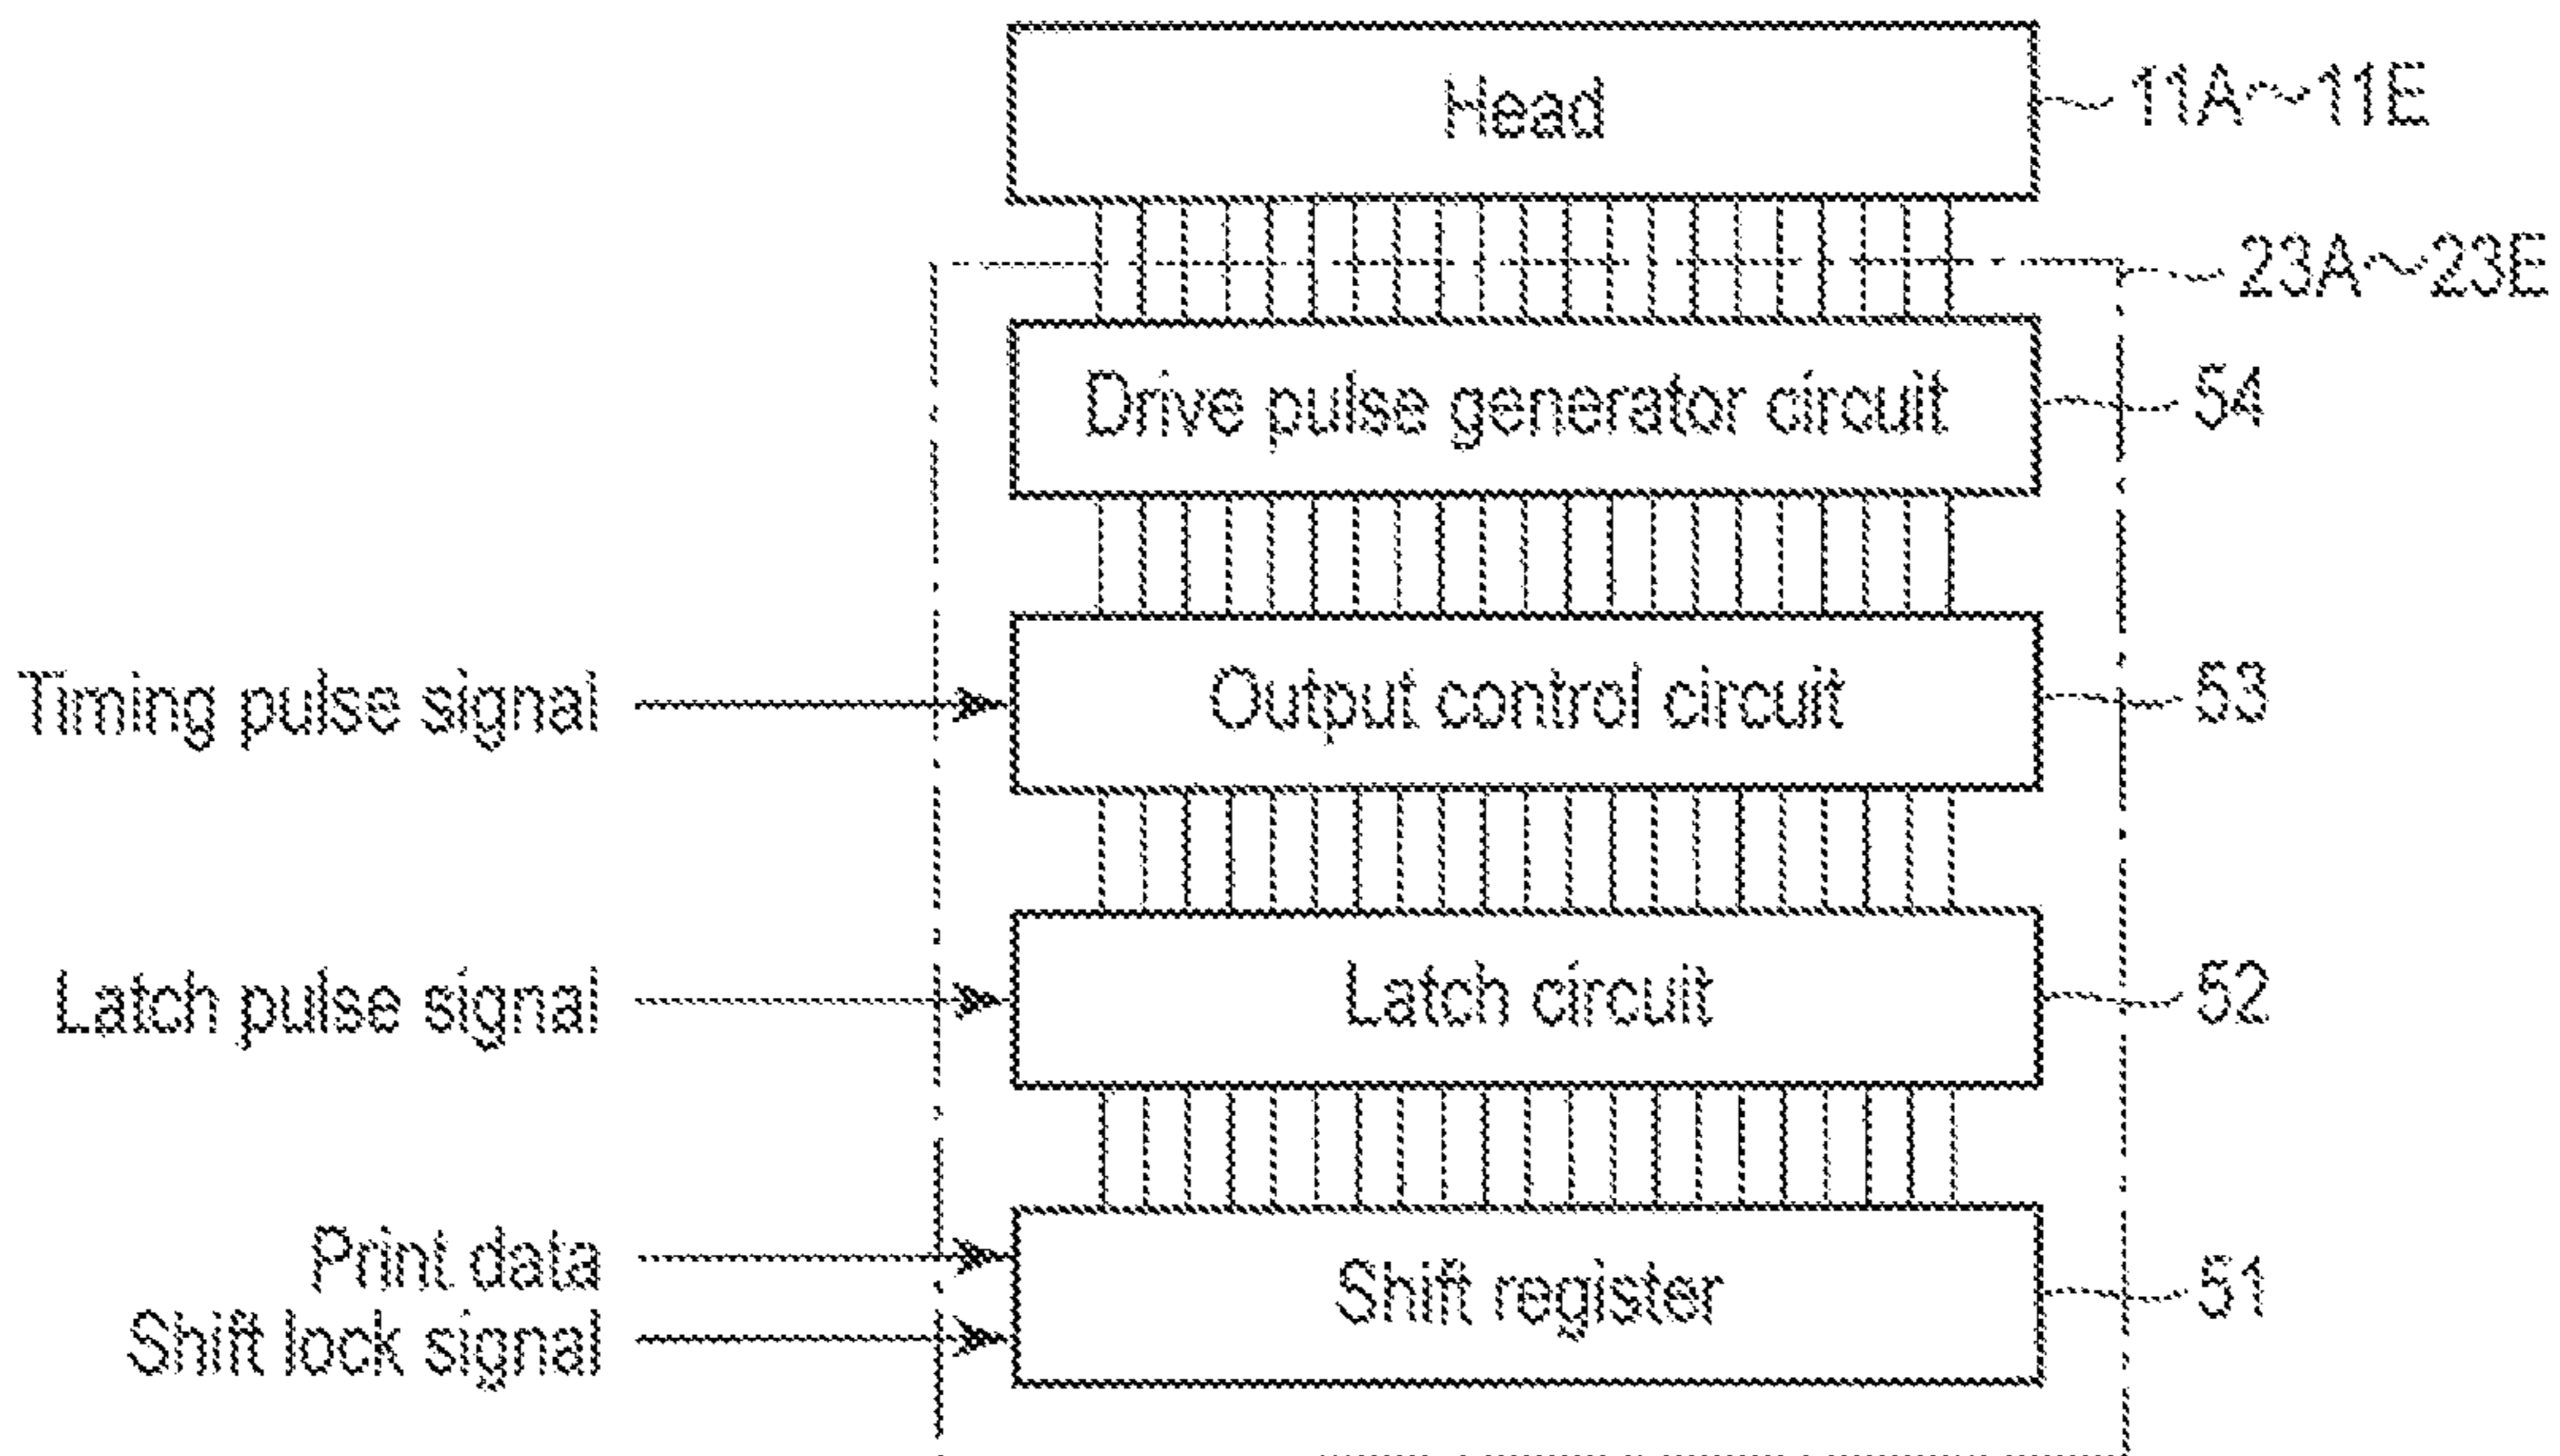 Head 11A~11E
23A~23E
Drive pulse generator circuit 54
Timing pulse signal Output control circuit 53
Latch pulse signal Latch circuit 52
Print data
Shift register 51
Shift lock signal